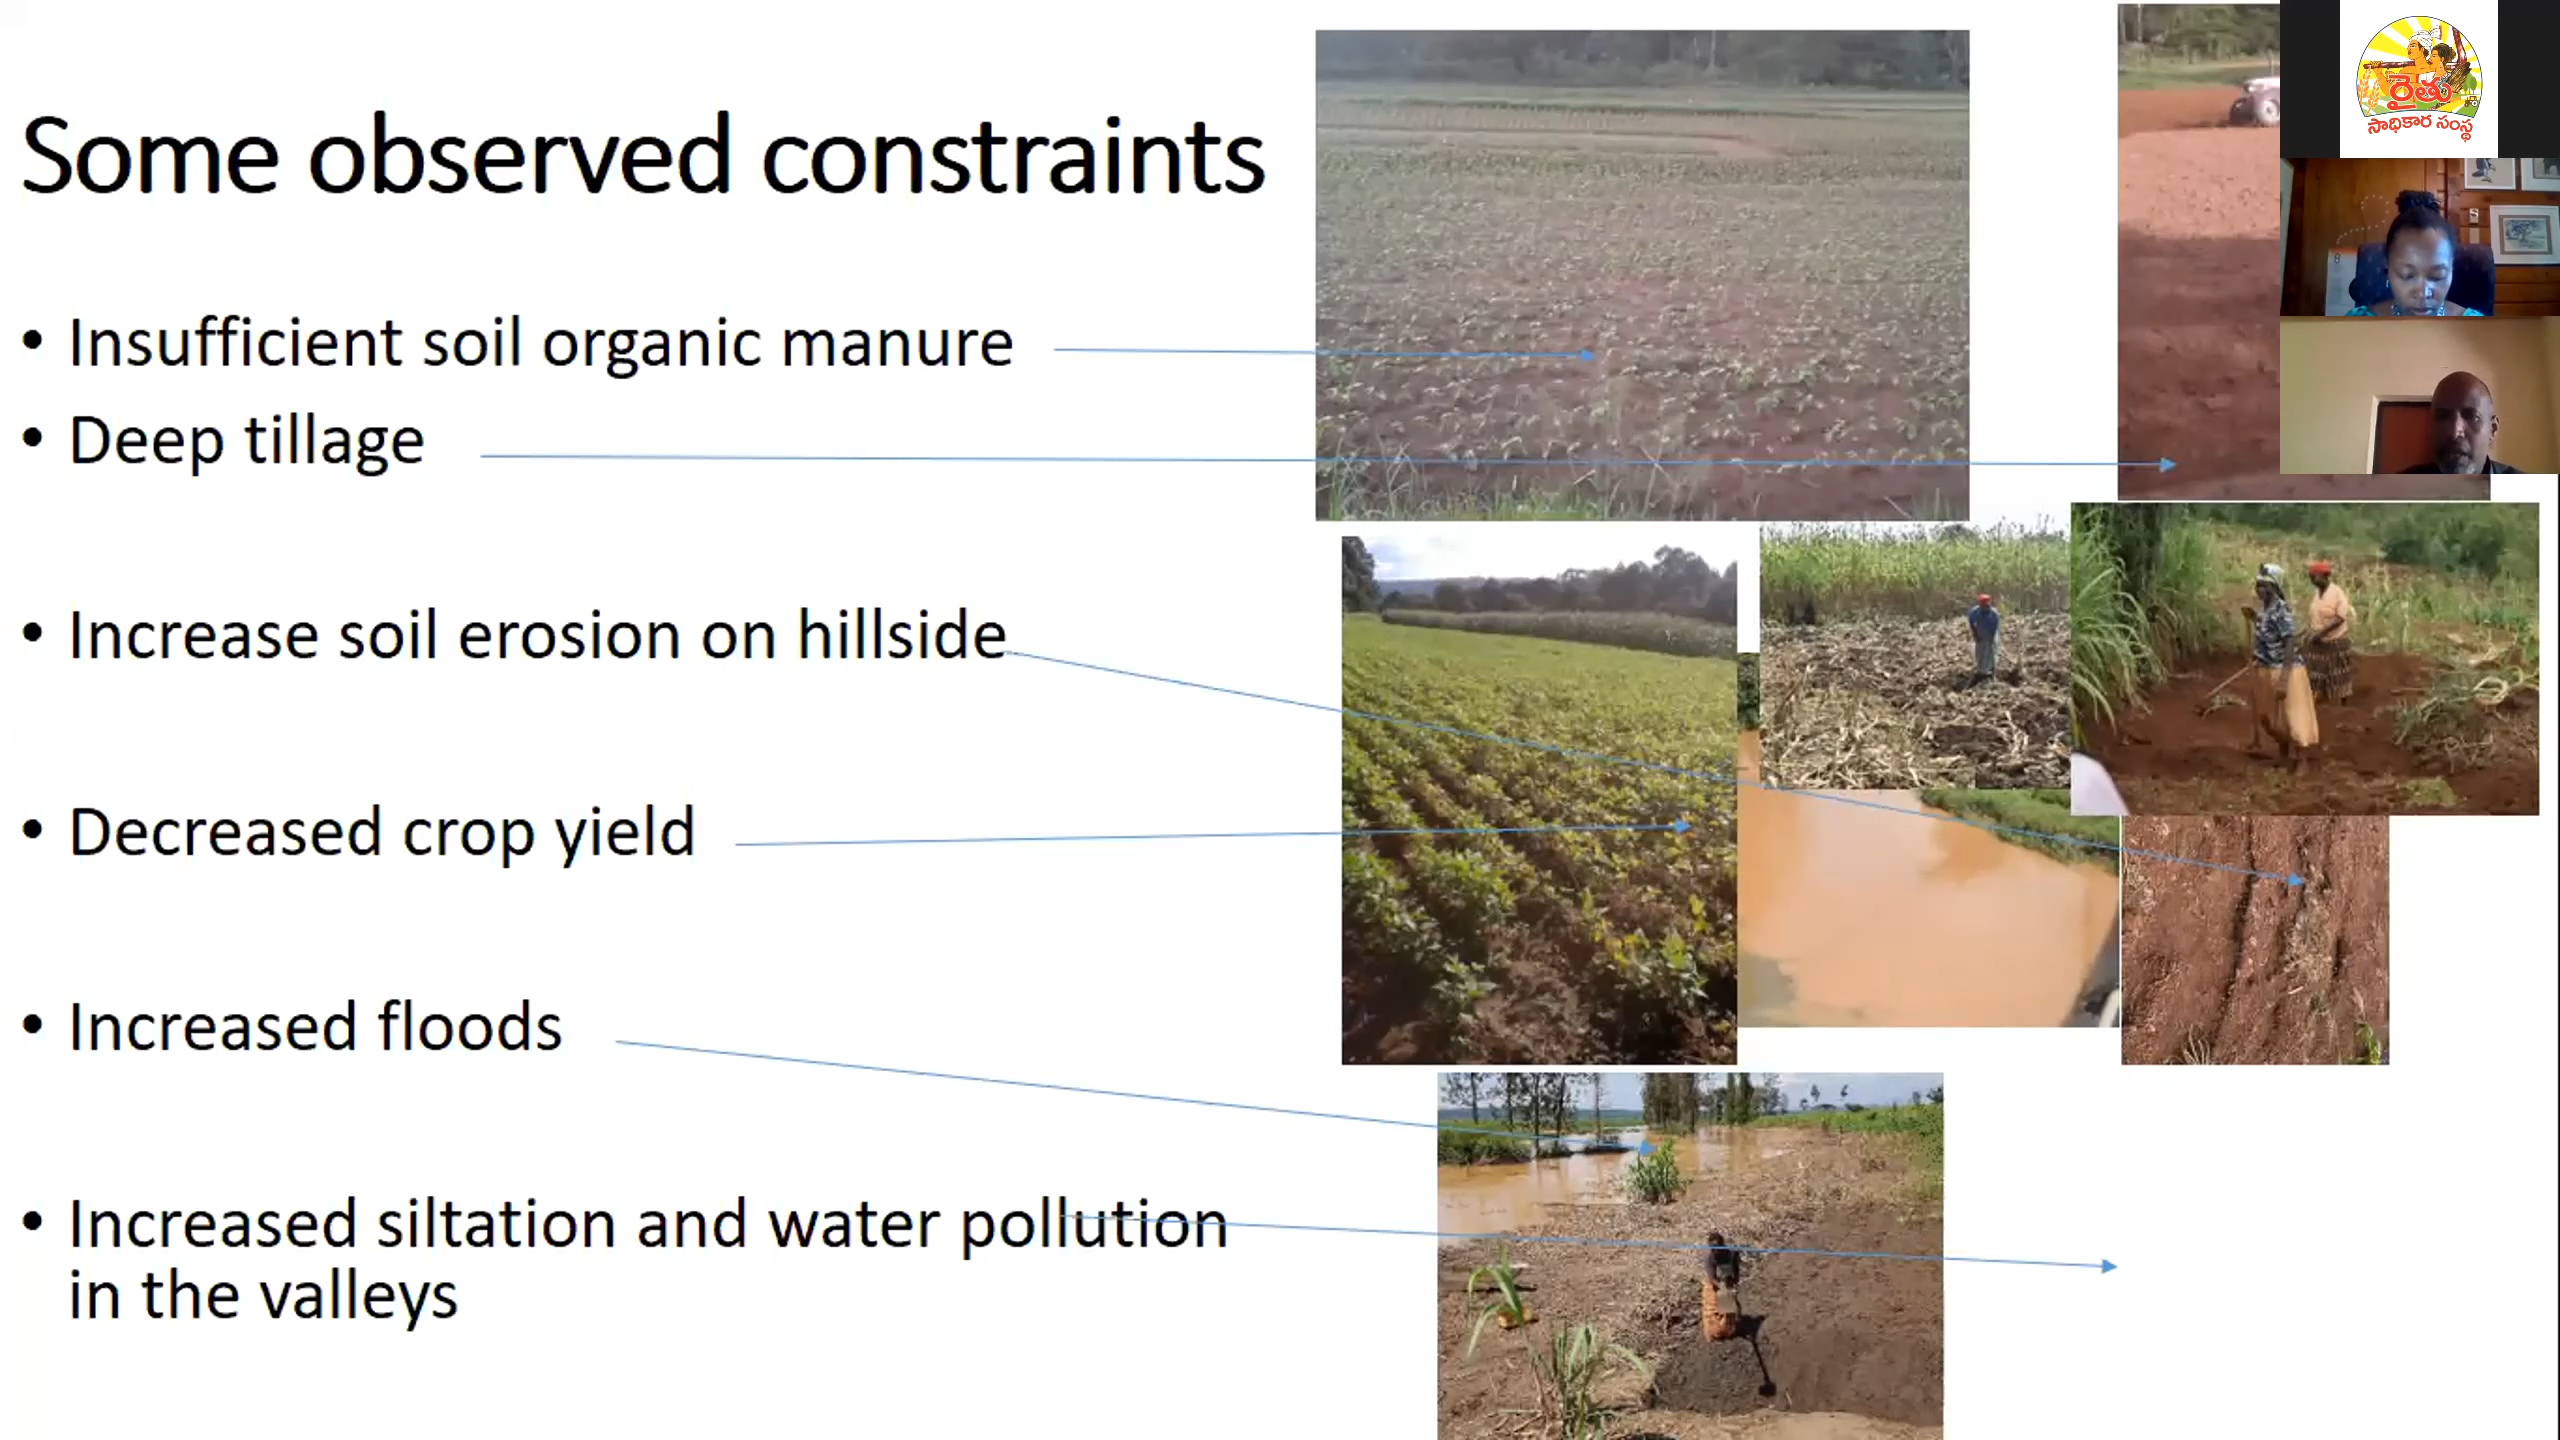 Some observed constraints
• Insufficient soil organic manure
• Deep tillage
• Increase soil erosion on hillside
• Decreased crop yield
• Increased floods
• Increased siltation and water pollution
in the valleys
రైతు
సాధికార సంస్థ